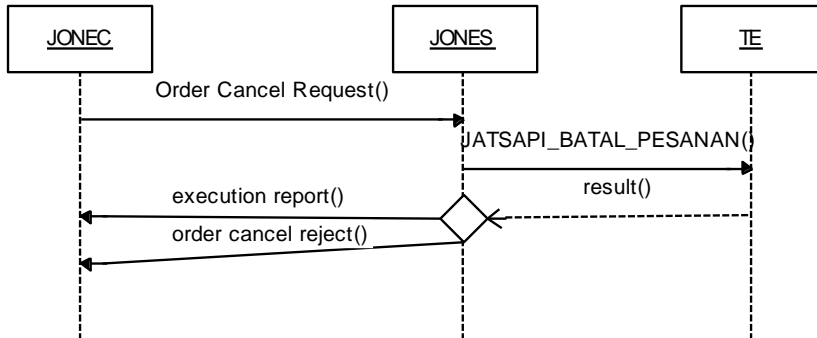 JONEC
JONES
TE
Order Cancel Request()
JATSAPI_BATAL_PESANAN()
result()
execution report()
order cancel reject()